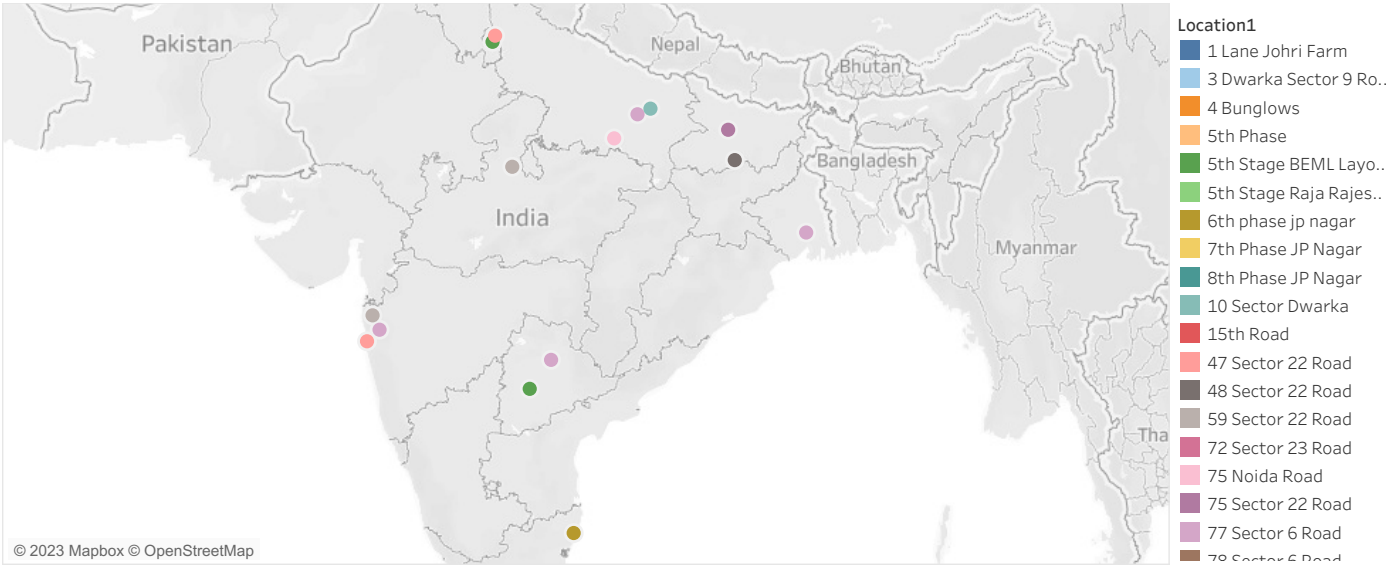 Pakistan
Nepal
Bhutan
Bangladesh
India
Myanmar
Tha
© 2023 Mapbox © OpenStreetMap
Location1
1 Lane Johri Farm
3 Dwarka Sector 9 Ro..
4 Bunglows
5th Phase
5th Stage BEML Layo..
5th Stage Raja Rajes..
6th phase jp nagar
7th Phase JP Nagar
8th Phase JP Nagar
10 Sector Dwarka
15th Road
47 Sector 22 Road
48 Sector 22 Road
59 Sector 22 Road
72 Sector 23 Road
75 Noida Road
75 Sector 22 Road
77 Sector 6 Road
78 Sector 6 Road